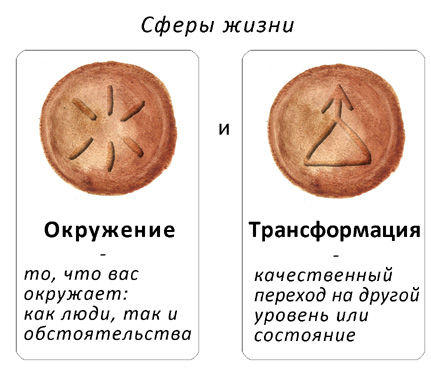 Сферы жизни
Окружение
-
то, что вас
окружает:
как люди, так и
обстоятельства
и
Трансформация
-
качественный
переход на другой
уровень или
состояние